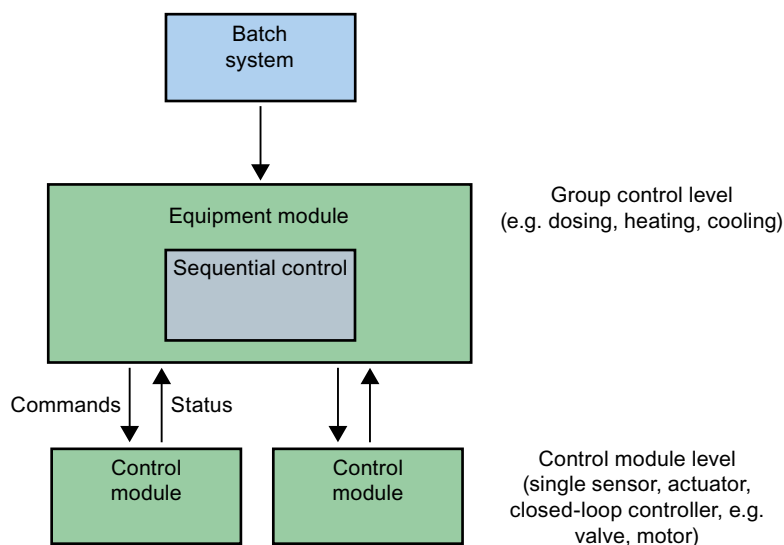 Batch
system
Equipment module
Group control level
(e.g. dosing, heating, cooling)
Sequential control
Commands
Status
Control
module
Control
module
Control module level
(single sensor, actuator,
closed-loop controller, e.g.
valve, motor)